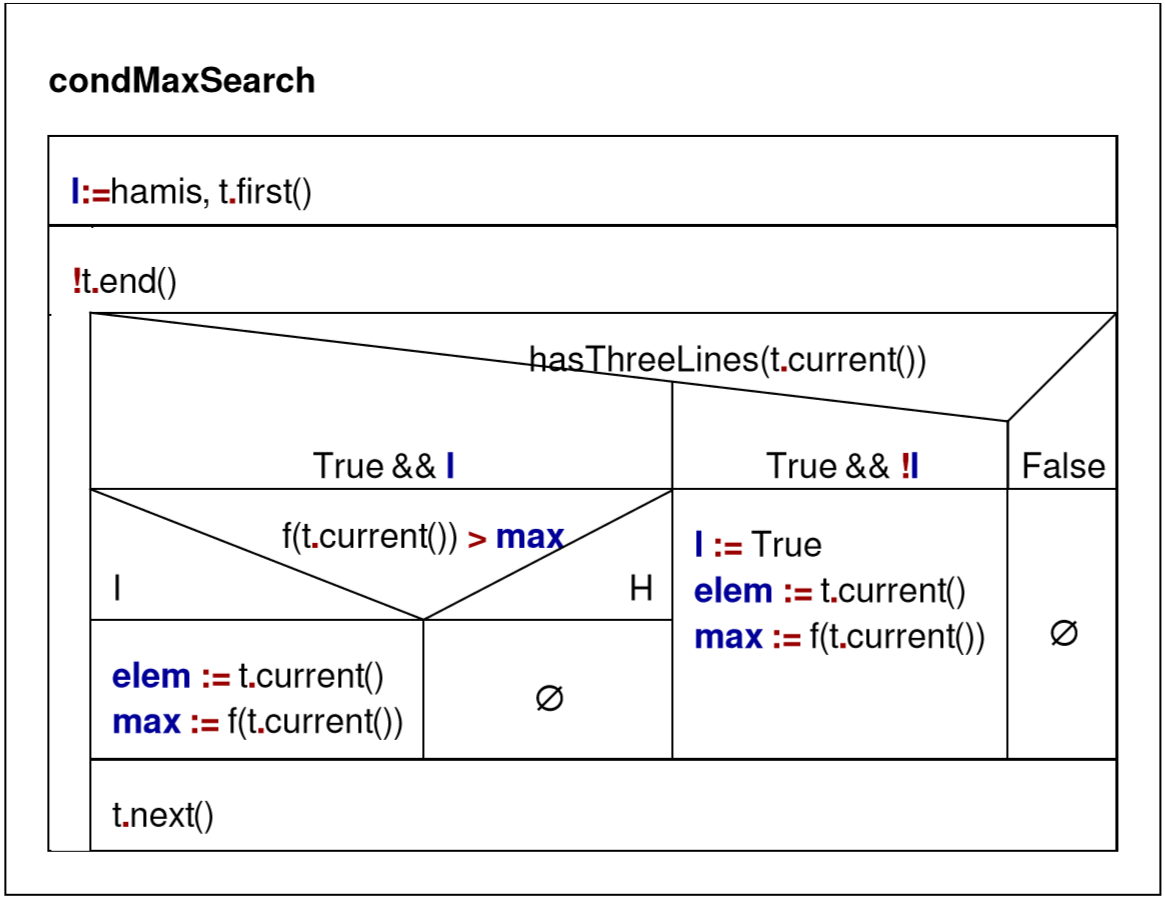 condMaxSearch
l:=hamis, t.first()
!t.end()
hasThreeLines(t.current())
True && l
True && !l
False
f(t.current()) > max
I
H
l := True
elem := t.current()
max := f(t.current())
∅
elem := t.current()
max := f(t.current())
∅
t.next()